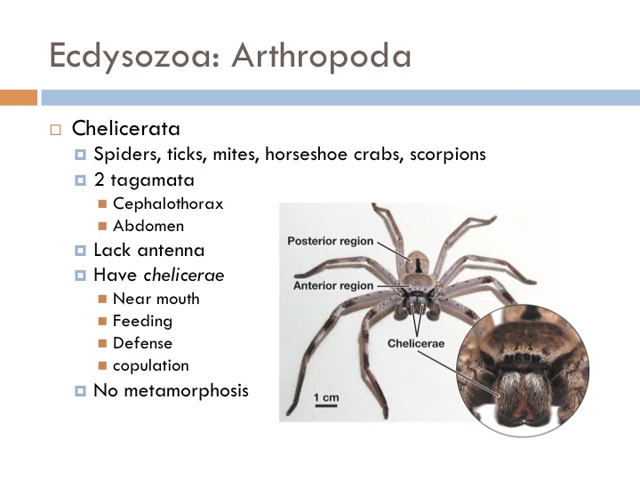 Ecdysozoa: Arthropoda
Chelicerata
Spiders, ticks, mites, horseshoe crabs, scorpions
2 tagamata
Cephalothorax
Abdomen
Lack antenna
Have chelicerae
Near mouth
Feeding
Defense
copulation
No metamorphosis
Posterior region
Anterior region
Chelicerae
1 cm